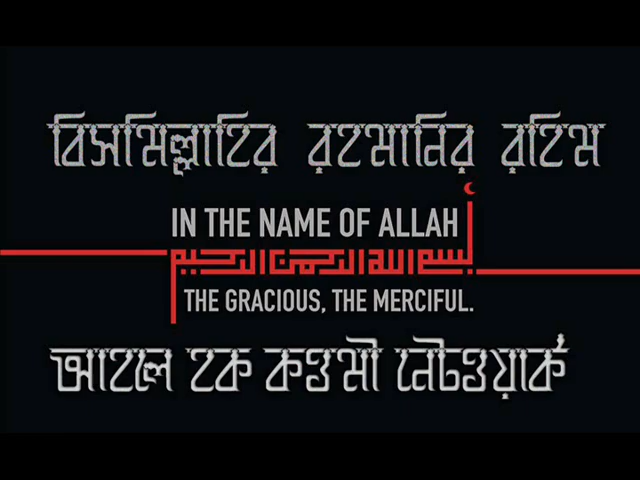 বিসমিল্লাহির রহমানির রহিম
IN THE NAME OF ALLAH
بسم الله الرحمن الرحيم
THE GRACIOUS, THE MERCIFUL.
আহলে হক কওমী নেটওয়ার্ক